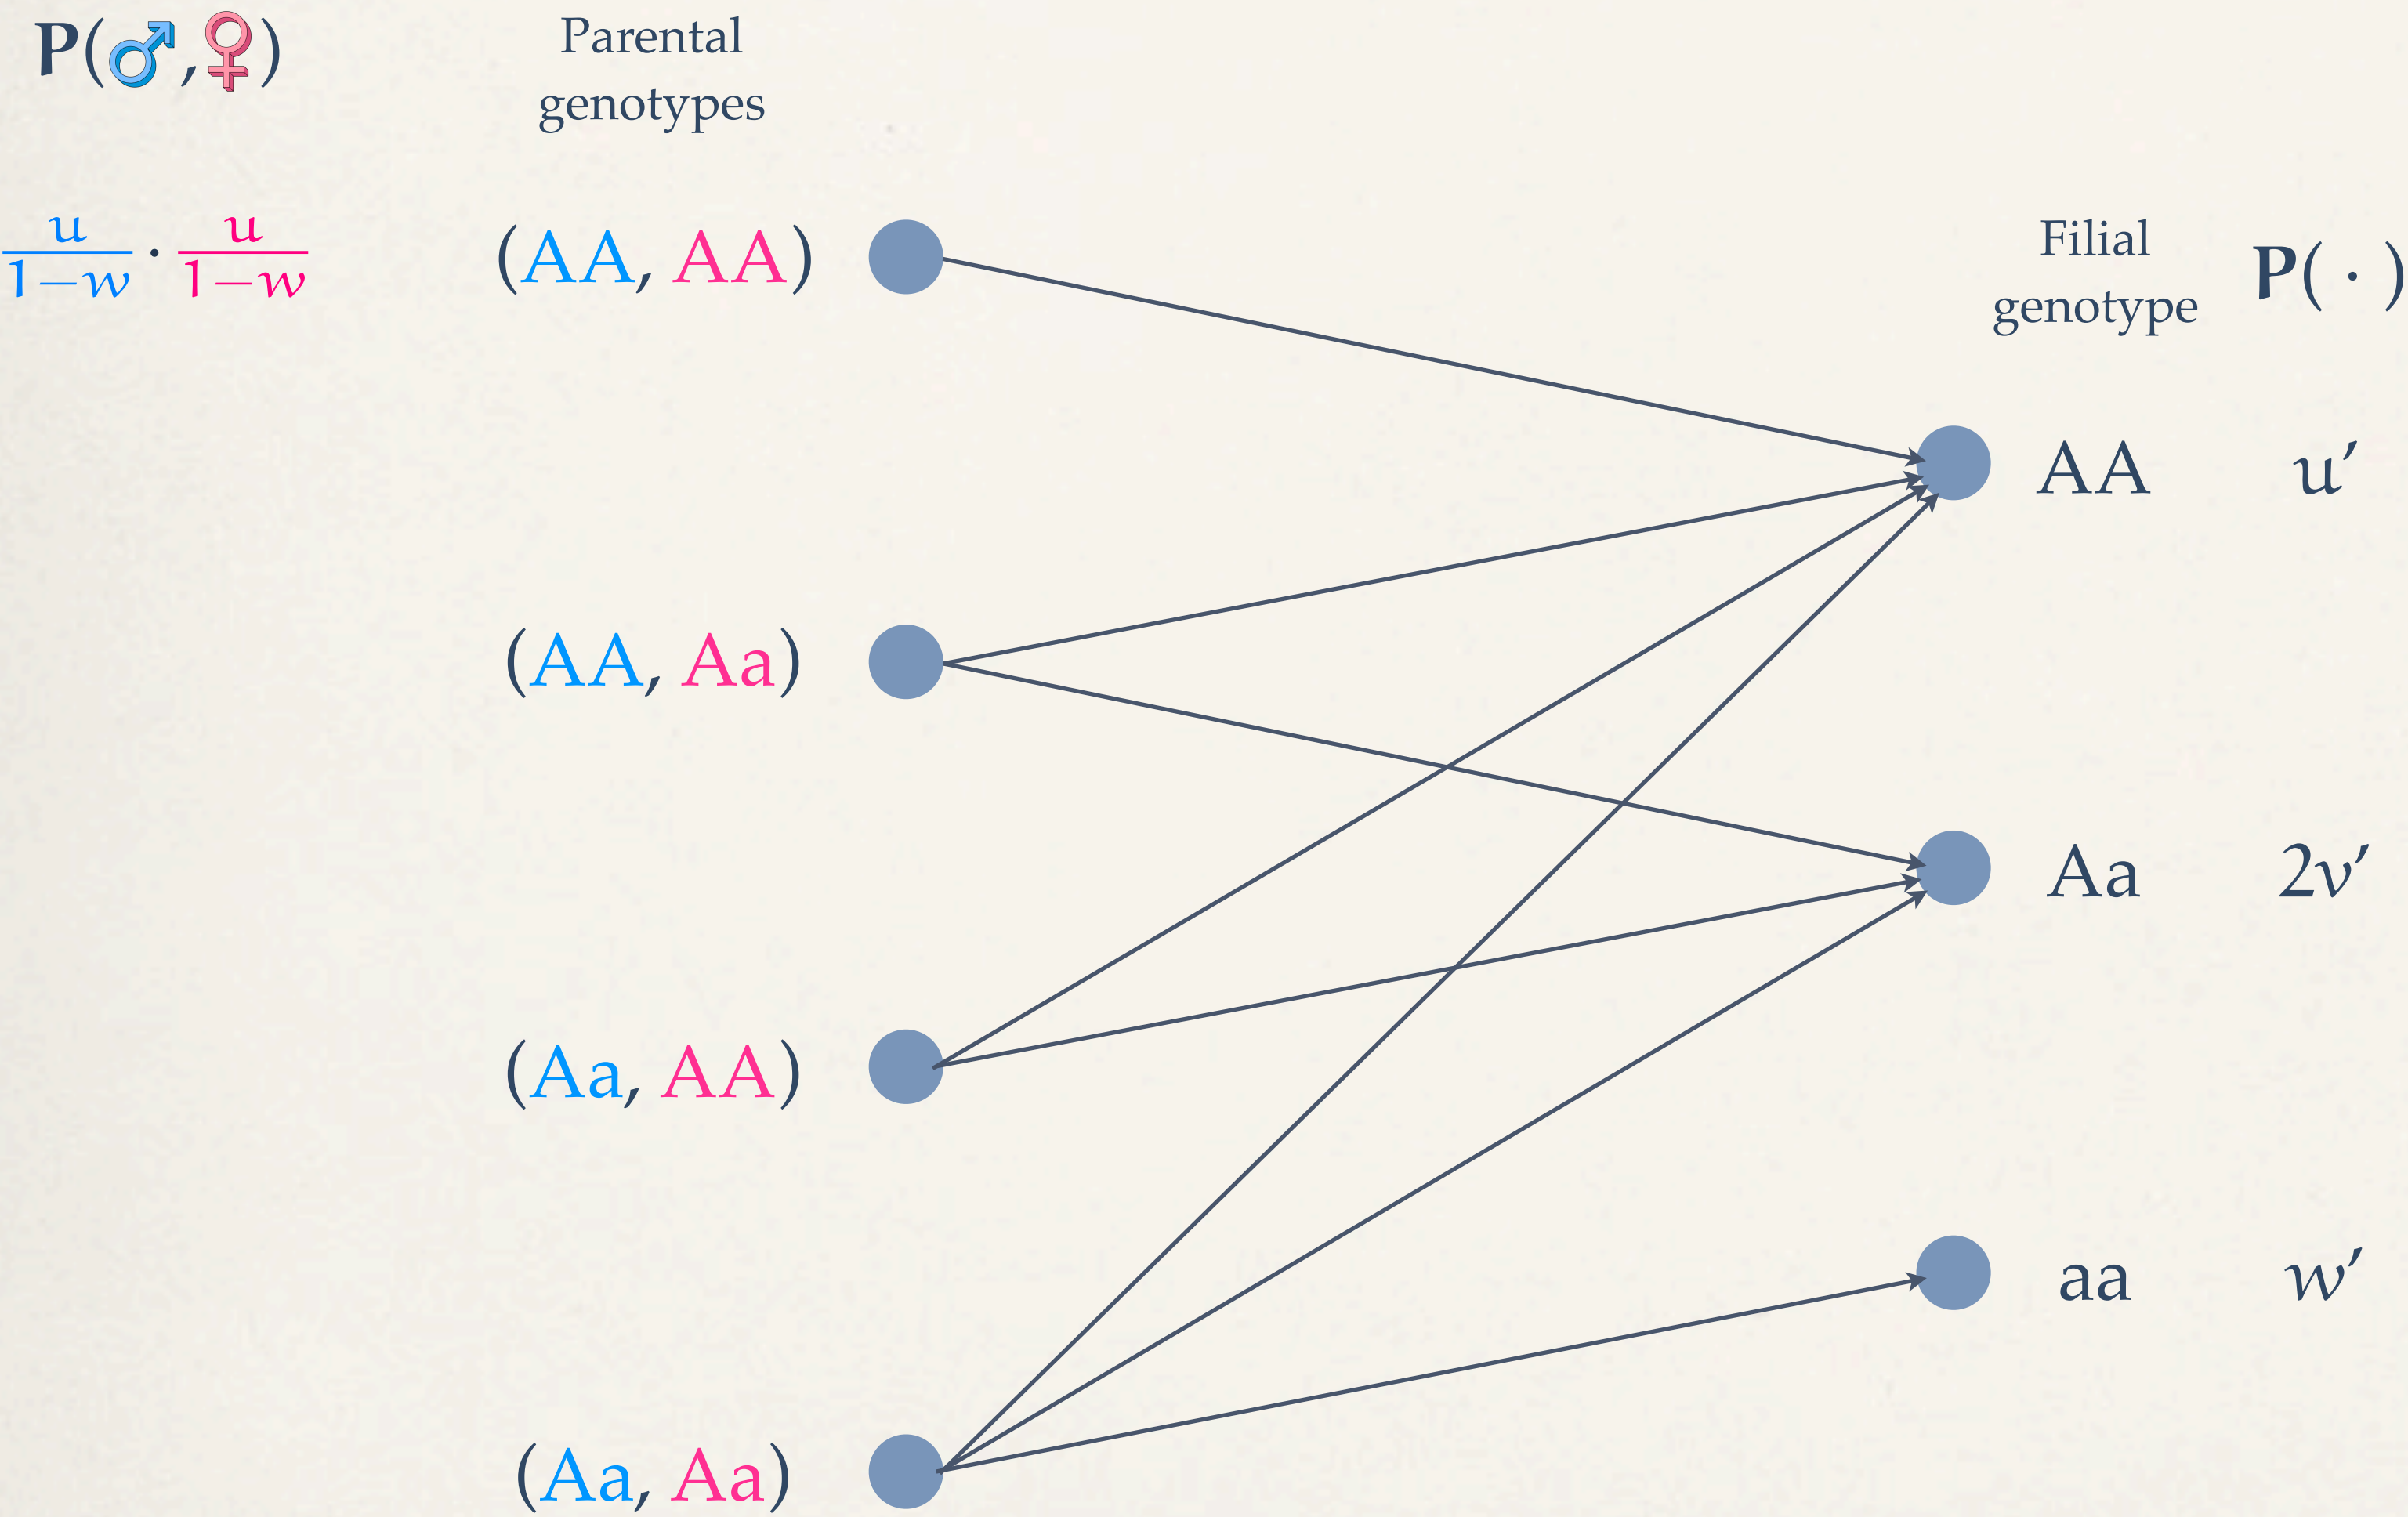 P(♂,♀)
Parental
genotypes
u/(1−w) · u/(1−w)
(AA, AA)
Filial
genotype
P( · )
AA
u′
(AA, Aa)
Aa
2v′
(Aa, AA)
aa
w′
(Aa, Aa)